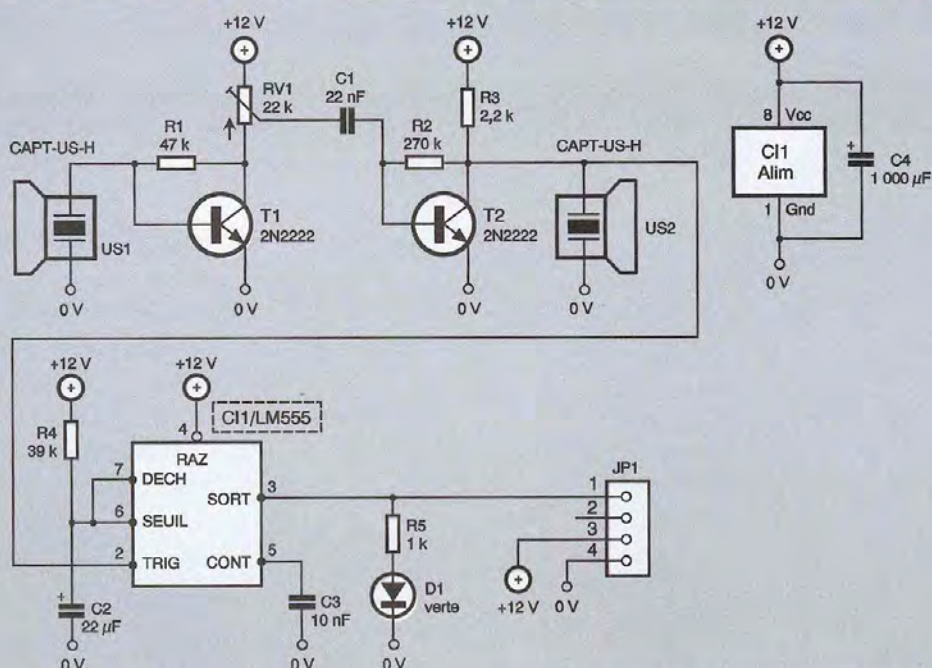 +12 V
+12 V
+12 V
RV1
22 k
C1
22 nF
R3
2,2 k
R1
47 k
R2
270 k
8 Vcc
CI1
Alim
1 Gnd
C4
+
1 000 µF
CAPT-US-H
CAPT-US-H
US1
T1
2N2222
T2
2N2222
US2
0 V
0 V
0 V
0 V
0 V
+12 V
+12 V
CI1/LM555
R4
39 k
4
RAZ
7
DECH
6
SEUIL
2
TRIG
SORT
3
CONT
5
JP1
1
2
3
4
R5
1 k
D1
verte
+12 V
0 V
+
C2
22 µF
C3
10 nF
0 V
0 V
0 V